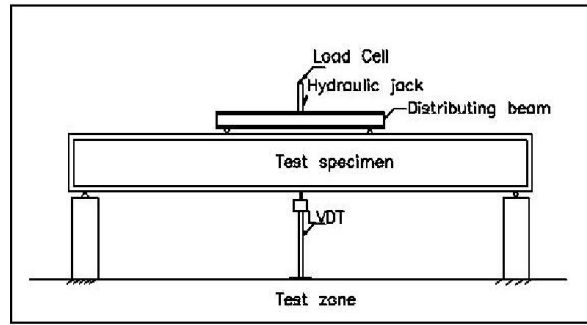 Load Cell
Hydraulic jack
Distributing beam
Test specimen
LVDT
Test zone